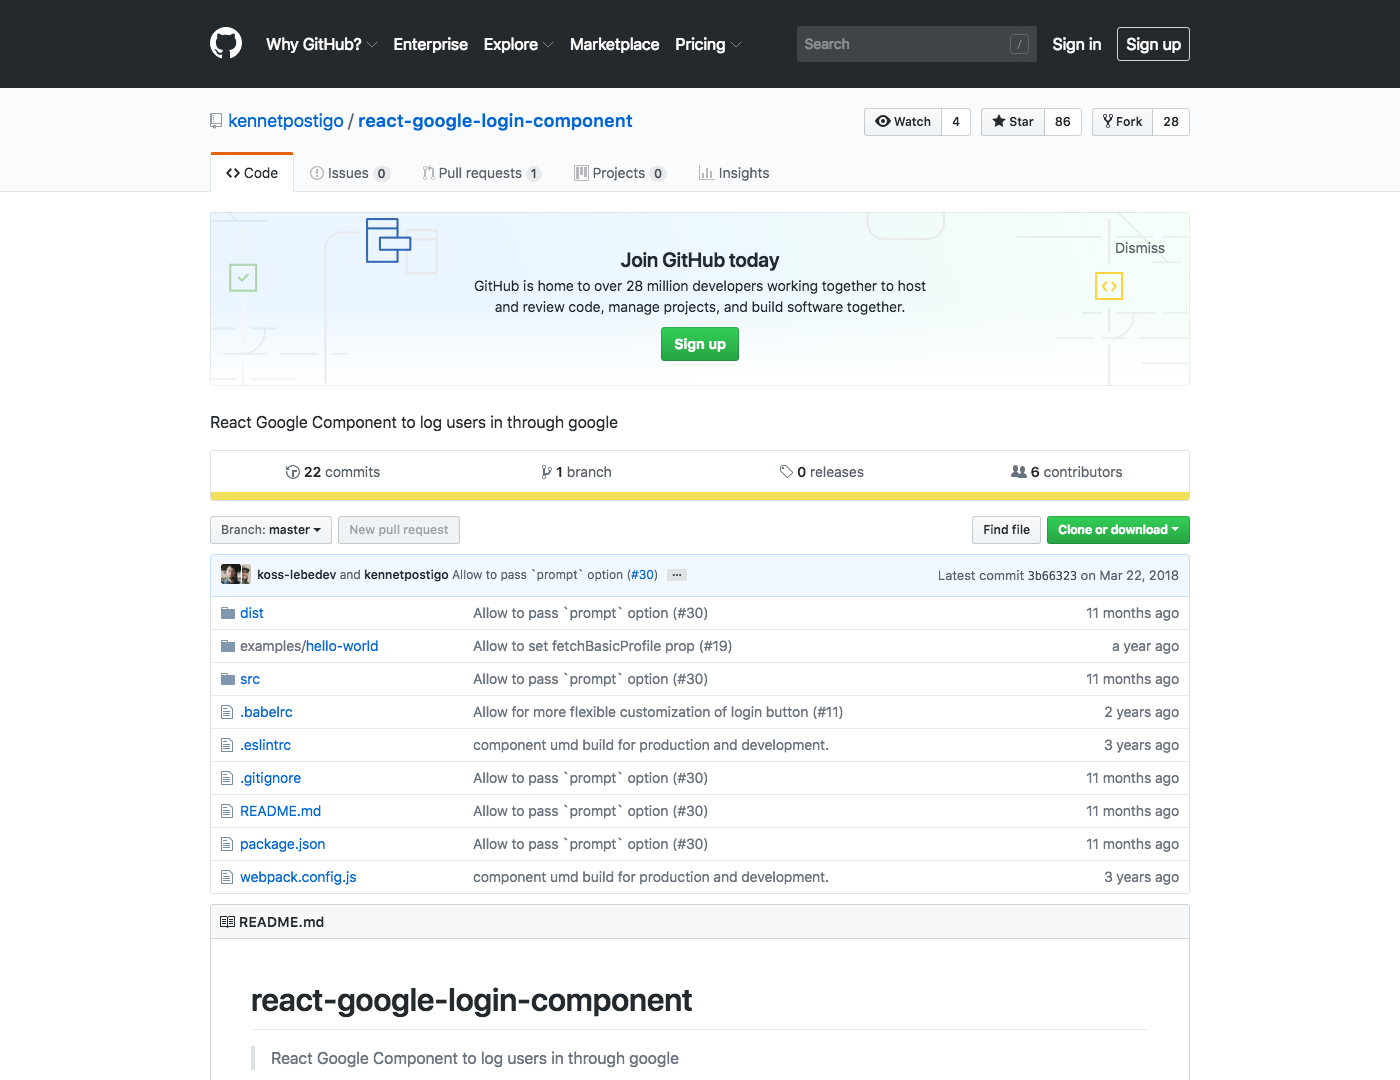 Why GitHub? Enterprise Explore Marketplace Pricing Search / Sign in Sign up
kennetpostigo / react-google-login-component Watch 4 Star 86 Fork 28
Code Issues 0 Pull requests 1 Projects 0 Insights
Dismiss
Join GitHub today
GitHub is home to over 28 million developers working together to host
and review code, manage projects, and build software together.
Sign up
React Google Component to log users in through google
22 commits 1 branch 0 releases 6 contributors
Branch: master New pull request Find file Clone or download
koss-lebedev and kennetpostigo Allow to pass `prompt` option (#30) ... Latest commit 3b66323 on Mar 22, 2018
dist Allow to pass `prompt` option (#30) 11 months ago
examples/hello-world Allow to set fetchBasicProfile prop (#19) a year ago
src Allow to pass `prompt` option (#30) 11 months ago
.babelrc Allow for more flexible customization of login button (#11) 2 years ago
.eslintrc component umd build for production and development. 3 years ago
.gitignore Allow to pass `prompt` option (#30) 11 months ago
README.md Allow to pass `prompt` option (#30) 11 months ago
package.json Allow to pass `prompt` option (#30) 11 months ago
webpack.config.js component umd build for production and development. 3 years ago
README.md
react-google-login-component
React Google Component to log users in through google